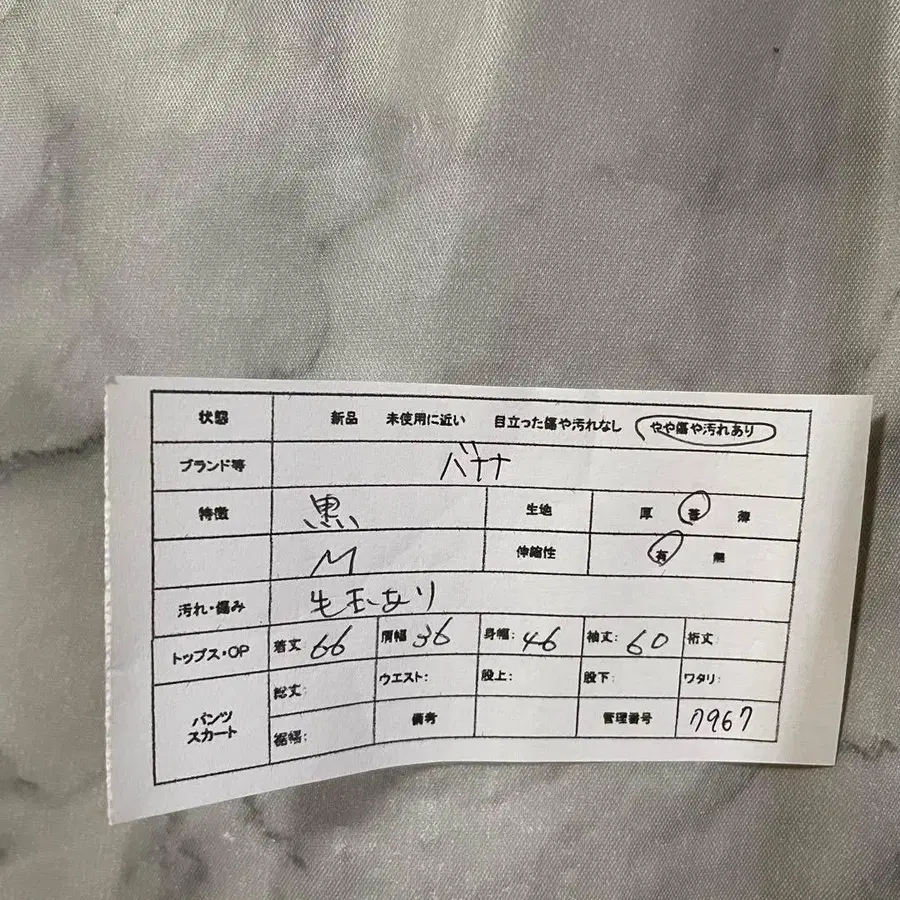 状態 新品 未使用に近い 目立った傷や汚れなし やや傷や汚れあり
ブランド等 バナナ
特徴 黒 生地 厚 普 薄
M 伸縮性 有 無
汚れ・傷み 毛玉あり
トップス・OP 着丈: 66 肩幅: 36 身幅: 46 袖丈: 60 裄丈:
パンツ スカート 総丈: ウエスト: 股上: 股下: ワタリ:
裾幅: 備考 管理番号 7967